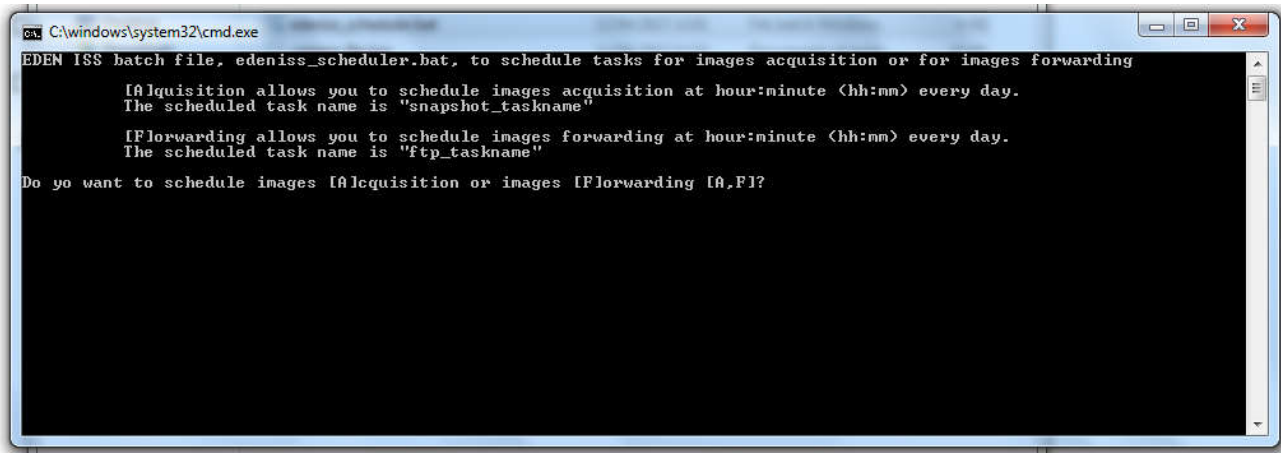 C:\windows\system32\cmd.exe
EDEN ISS batch file, edeniss_scheduler.bat, to schedule tasks for images acquisition or for images forwarding
[A]quisition allows you to schedule images acquisition at hour:minute (hh:mm) every day.
The scheduled task name is "snapshot_taskname"
[F]orwarding allows you to schedule images forwarding at hour:minute (hh:mm) every day.
The scheduled task name is "ftp_taskname"
Do yo want to schedule images [A]cquisition or images [F]orwarding [A,F]?